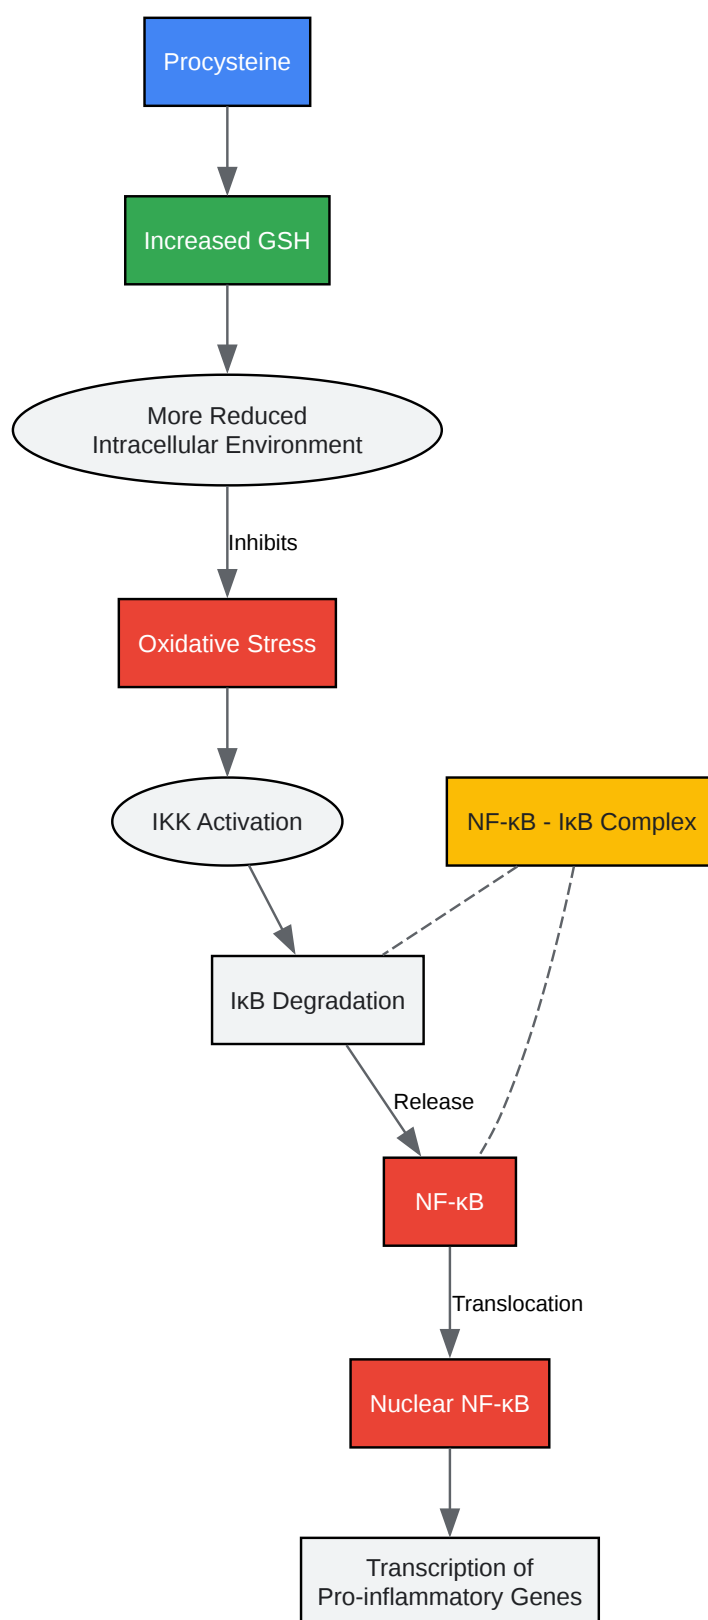 Procysteine
Increased GSH
More Reduced
Intracellular Environment
Inhibits
Oxidative Stress
IKK Activation
NF-κB - IκB Complex
IκB Degradation
Release
NF-κB
Translocation
Nuclear NF-κB
Transcription of
Pro-inflammatory Genes